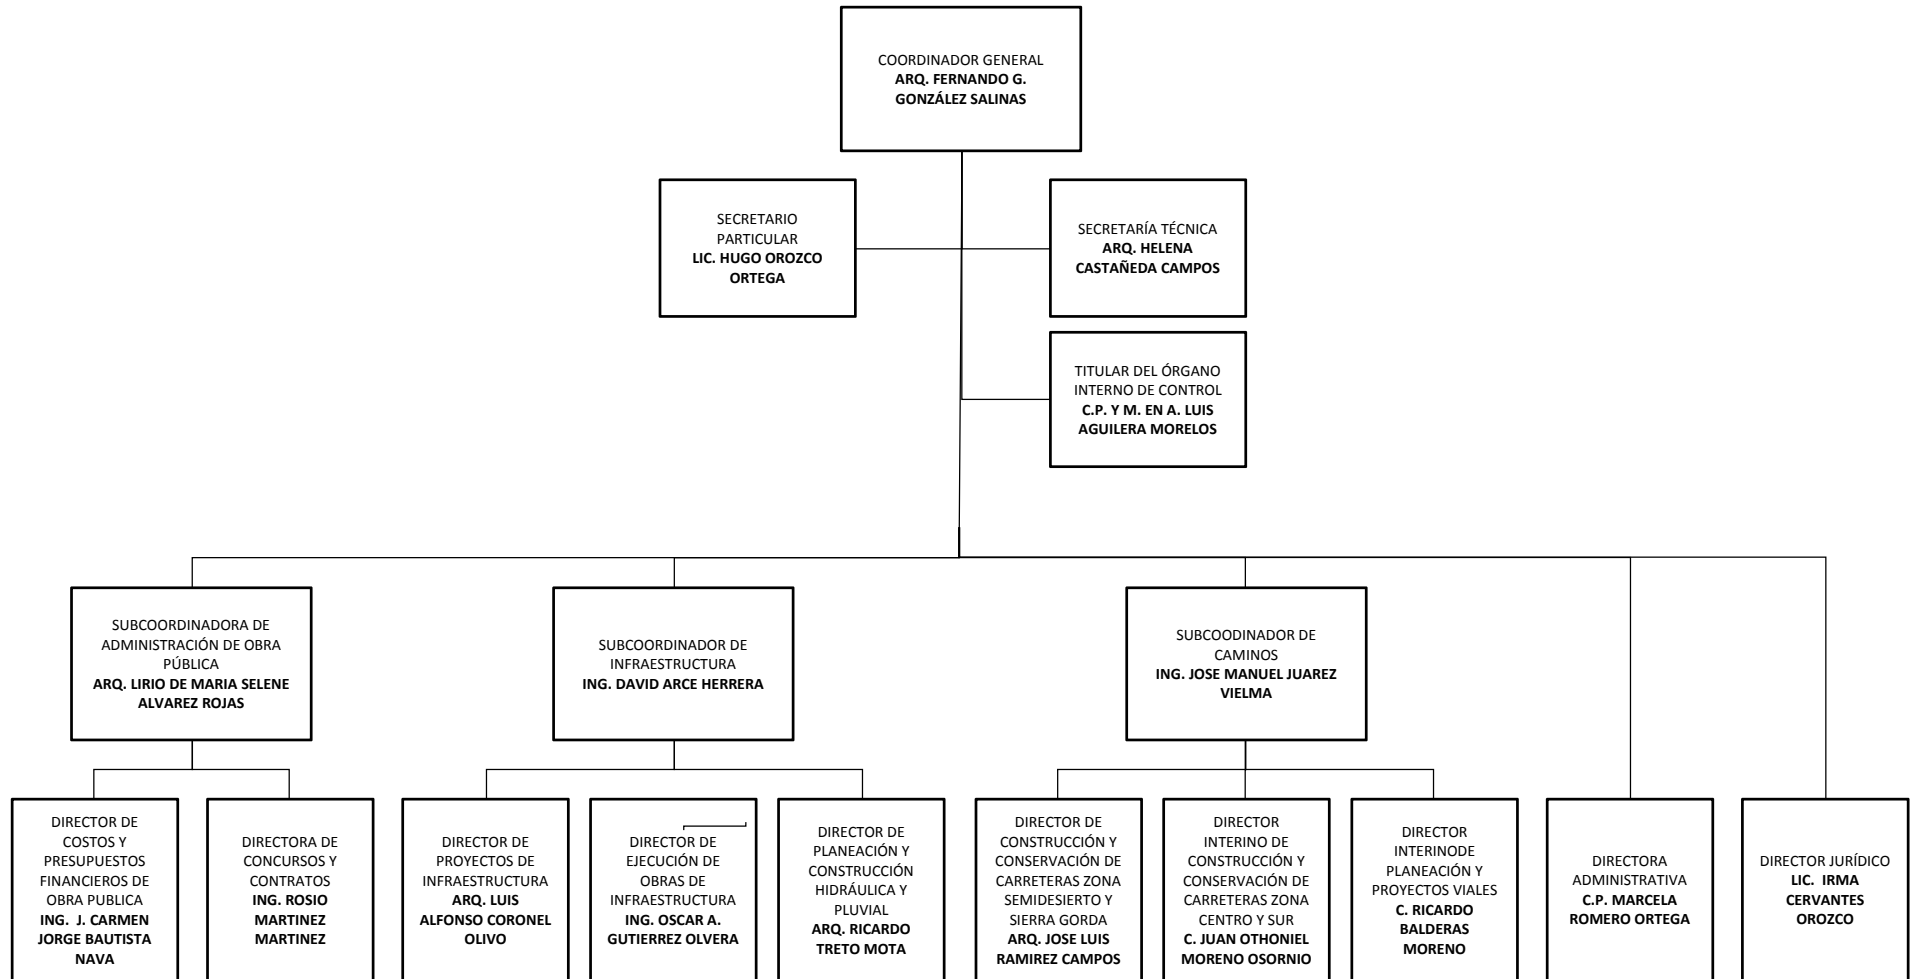 COORDINADOR GENERAL
ARQ. FERNANDO G.
GONZÁLEZ SALINAS
SECRETARIO
PARTICULAR
LIC. HUGO OROZCO
ORTEGA
SECRETARÍA TÉCNICA
ARQ. HELENA
CASTAÑEDA CAMPOS
TITULAR DEL ÓRGANO
INTERNO DE CONTROL
C.P. Y M. EN A. LUIS
AGUILERA MORELOS
SUBCOORDINADORA DE
ADMINISTRACIÓN DE OBRA
PÚBLICA
ARQ. LIRIO DE MARIA SELENE
ALVAREZ ROJAS
SUBCOORDINADOR DE
INFRAESTRUCTURA
ING. DAVID ARCE HERRERA
SUBCOODINADOR DE
CAMINOS
ING. JOSE MANUEL JUAREZ
VIELMA
DIRECTOR DE
COSTOS Y
PRESUPUESTOS
FINANCIEROS DE
OBRA PUBLICA
ING. J. CARMEN
JORGE BAUTISTA
NAVA
DIRECTORA DE
CONCURSOS Y
CONTRATOS
ING. ROSIO
MARTINEZ
MARTINEZ
DIRECTOR DE
PROYECTOS DE
INFRAESTRUCTURA
ARQ. LUIS
ALFONSO CORONEL
OLIVO
DIRECTOR DE
EJECUCIÓN DE
OBRAS DE
INFRAESTRUCTURA
ING. OSCAR A.
GUTIERREZ OLVERA
DIRECTOR DE
PLANEACIÓN Y
CONSTRUCCIÓN
HIDRÁULICA Y
PLUVIAL
ARQ. RICARDO
TRETO MOTA
DIRECTOR DE
CONSTRUCCIÓN Y
CONSERVACIÓN DE
CARRETERAS ZONA
SEMIDESIERTO Y
SIERRA GORDA
ARQ. JOSE LUIS
RAMIREZ CAMPOS
DIRECTOR
INTERINO DE
CONSTRUCCIÓN Y
CONSERVACIÓN DE
CARRETERAS ZONA
CENTRO Y SUR
C. JUAN OTHONIEL
MORENO OSORNIO
DIRECTOR
INTERINODE
PLANEACIÓN Y
PROYECTOS VIALES
C. RICARDO
BALDERAS
MORENO
DIRECTORA
ADMINISTRATIVA
C.P. MARCELA
ROMERO ORTEGA
DIRECTOR JURÍDICO
LIC. IRMA
CERVANTES
OROZCO